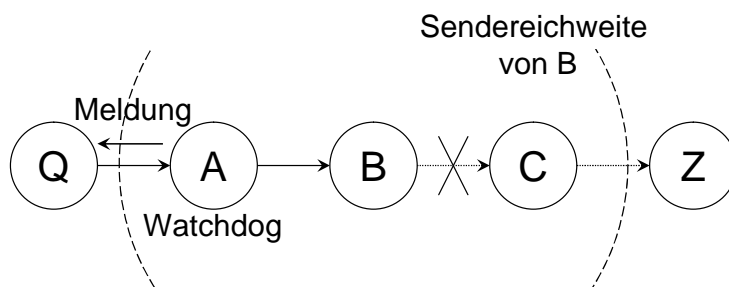 Sendereichweite
von B
Meldung
Q A B C Z
Watchdog